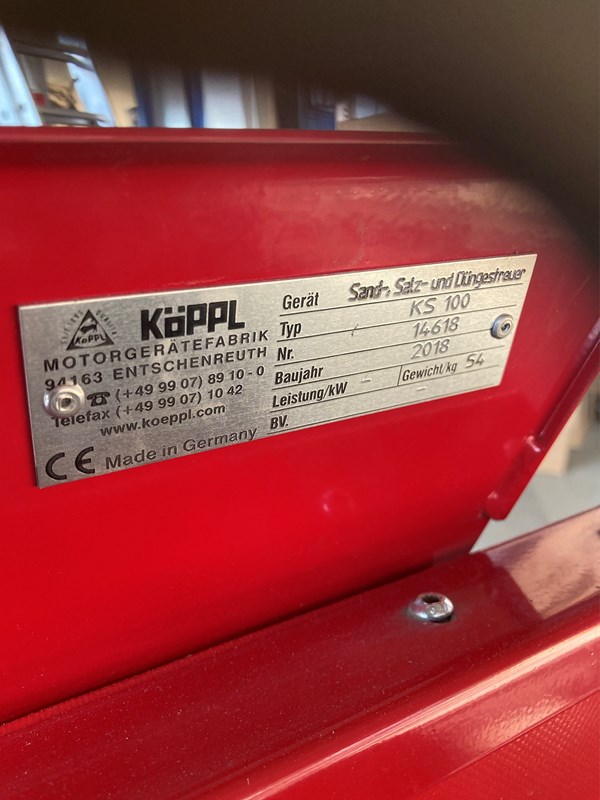 KöPPL
KÖPPL
MOTORGERÄTEFABRIK
94163 ENTSCHENREUTH
☎ (+49 99 07) 89 10 - 0
Telefax (+49 99 07) 10 42
www.koeppl.com
CE Made in Germany
Gerät Sand-, Salz- und Düngestreuer
Typ KS 100
Nr. 14618
Baujahr 2018
Leistung/kW - Gewicht/kg 54
BV. -